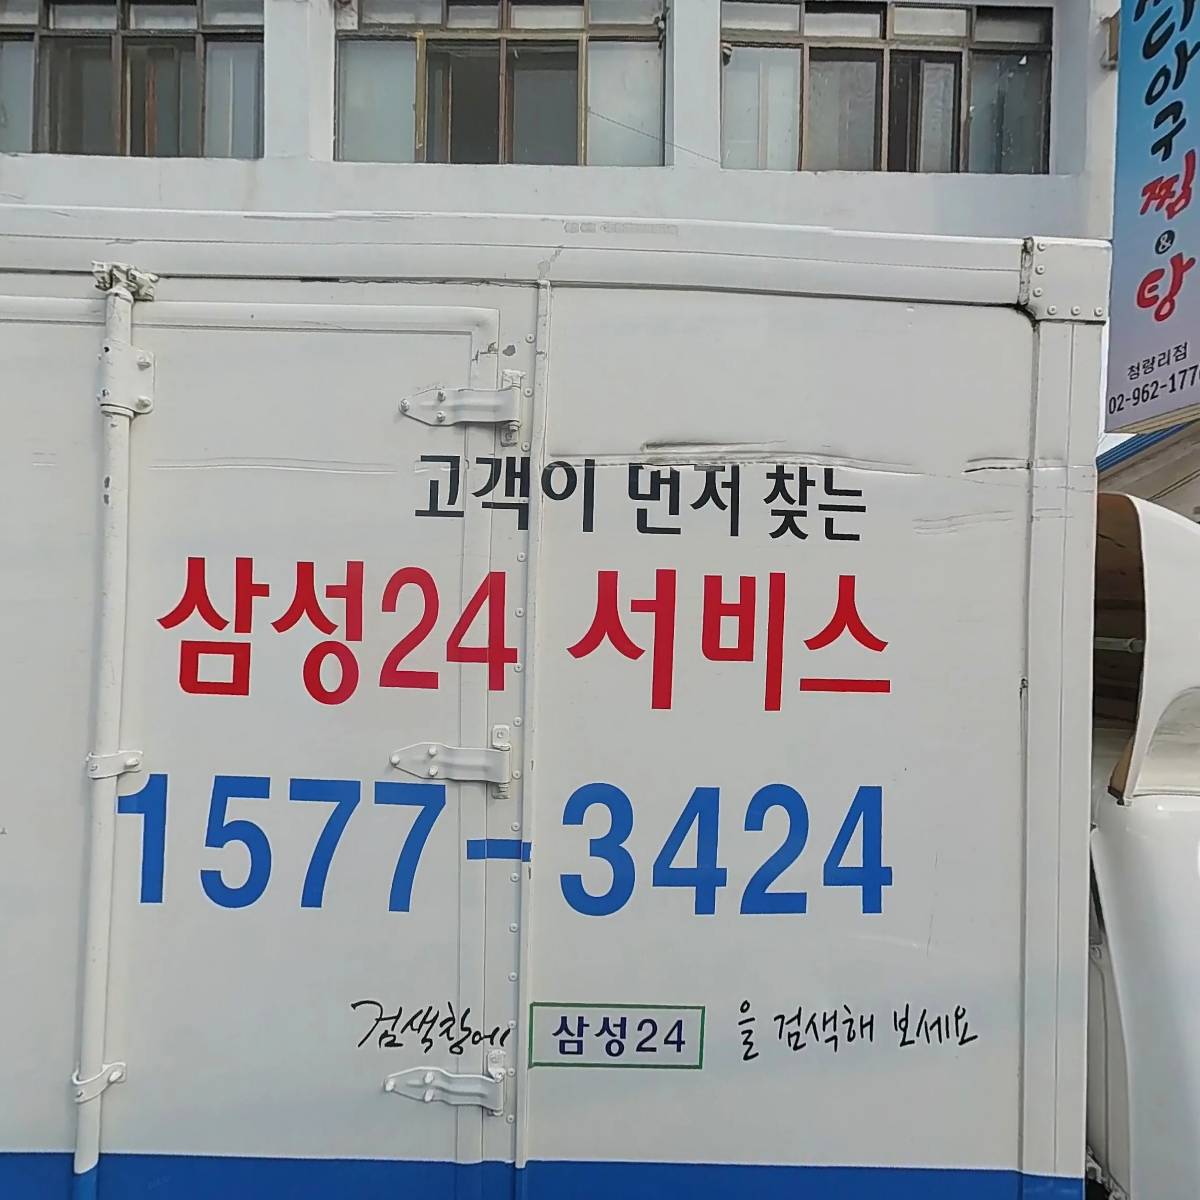 고객이 먼저 찾는
삼성24 서비스
1577-3424
검색창에 삼성24 을 검색해 보세요
아구
찜
&
탕
청량리점